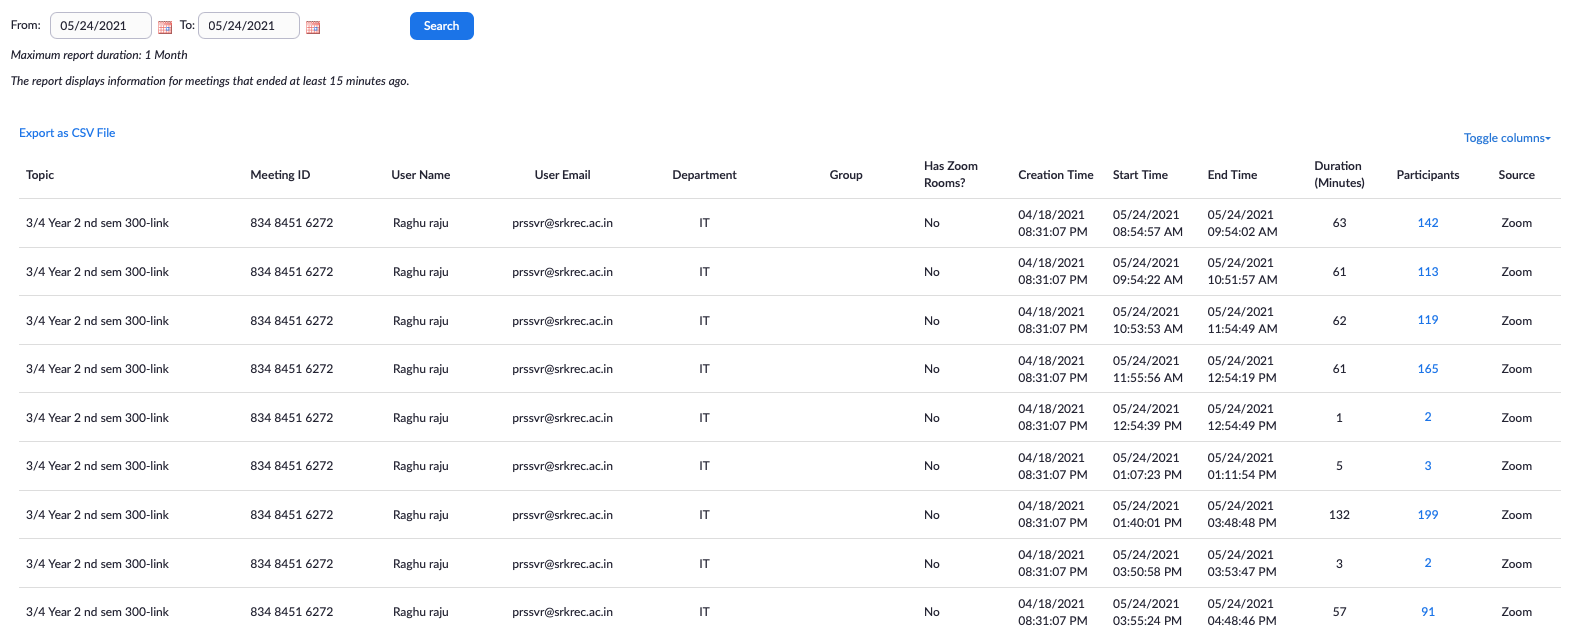 From: 05/24/2021 To: 05/24/2021 Search
Maximum report duration: 1 Month
The report displays information for meetings that ended at least 15 minutes ago.
Export as CSV File
Toggle columns
Topic Meeting ID User Name User Email Department Group Has Zoom Rooms? Creation Time Start Time End Time Duration (Minutes) Participants Source
3/4 Year 2 nd sem 300-link 834 8451 6272 Raghu raju prssvr@srkrec.ac.in IT No 04/18/2021 08:31:07 PM 05/24/2021 08:54:57 AM 05/24/2021 09:54:02 AM 63 142 Zoom
3/4 Year 2 nd sem 300-link 834 8451 6272 Raghu raju prssvr@srkrec.ac.in IT No 04/18/2021 08:31:07 PM 05/24/2021 09:54:22 AM 05/24/2021 10:51:57 AM 61 113 Zoom
3/4 Year 2 nd sem 300-link 834 8451 6272 Raghu raju prssvr@srkrec.ac.in IT No 04/18/2021 08:31:07 PM 05/24/2021 10:53:53 AM 05/24/2021 11:54:49 AM 62 119 Zoom
3/4 Year 2 nd sem 300-link 834 8451 6272 Raghu raju prssvr@srkrec.ac.in IT No 04/18/2021 08:31:07 PM 05/24/2021 11:55:56 AM 05/24/2021 12:54:19 PM 61 165 Zoom
3/4 Year 2 nd sem 300-link 834 8451 6272 Raghu raju prssvr@srkrec.ac.in IT No 04/18/2021 08:31:07 PM 05/24/2021 12:54:39 PM 05/24/2021 12:54:49 PM 1 2 Zoom
3/4 Year 2 nd sem 300-link 834 8451 6272 Raghu raju prssvr@srkrec.ac.in IT No 04/18/2021 08:31:07 PM 05/24/2021 01:07:23 PM 05/24/2021 01:11:54 PM 5 3 Zoom
3/4 Year 2 nd sem 300-link 834 8451 6272 Raghu raju prssvr@srkrec.ac.in IT No 04/18/2021 08:31:07 PM 05/24/2021 01:40:01 PM 05/24/2021 03:48:48 PM 132 199 Zoom
3/4 Year 2 nd sem 300-link 834 8451 6272 Raghu raju prssvr@srkrec.ac.in IT No 04/18/2021 08:31:07 PM 05/24/2021 03:50:58 PM 05/24/2021 03:53:47 PM 3 2 Zoom
3/4 Year 2 nd sem 300-link 834 8451 6272 Raghu raju prssvr@srkrec.ac.in IT No 04/18/2021 08:31:07 PM 05/24/2021 03:55:24 PM 05/24/2021 04:48:46 PM 57 91 Zoom